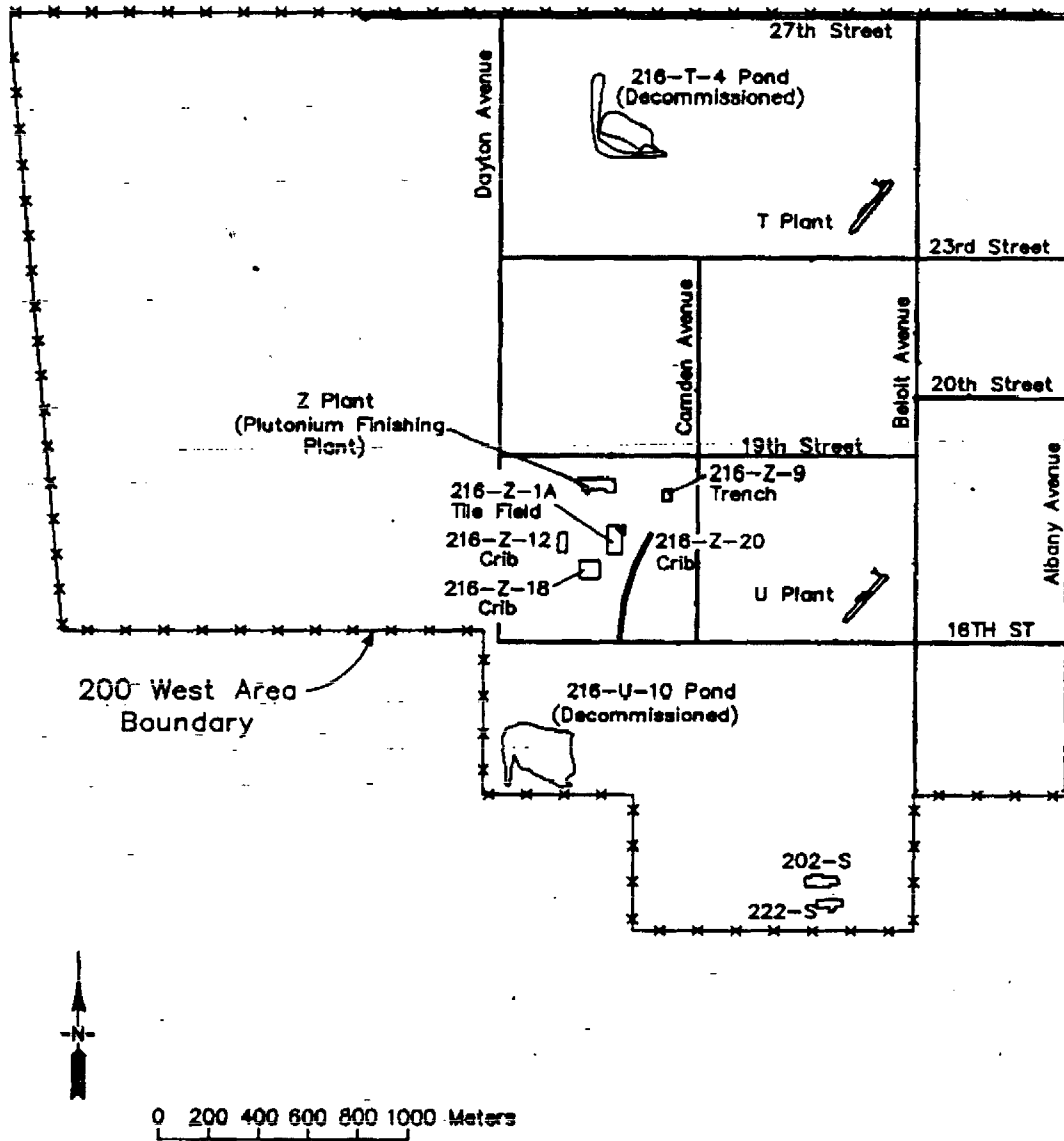 27th Street
Dayton Avenue
216-T-4 Pond
(Decommissioned)
T Plant
23rd Street
Camden Avenue
Beloit Avenue
20th Street
Z Plant
(Plutonium Finishing
Plant)
19th Street
216-Z-9
Trench
216-Z-1A
Tile Field
216-Z-12
Crib
216-Z-20
Crib
216-Z-18
Crib
U Plant
Albany Avenue
16TH ST
200 West Area
Boundary
216-U-10 Pond
(Decommissioned)
202-S
222-S
-N-
0 200 400 600 800 1000 Meters